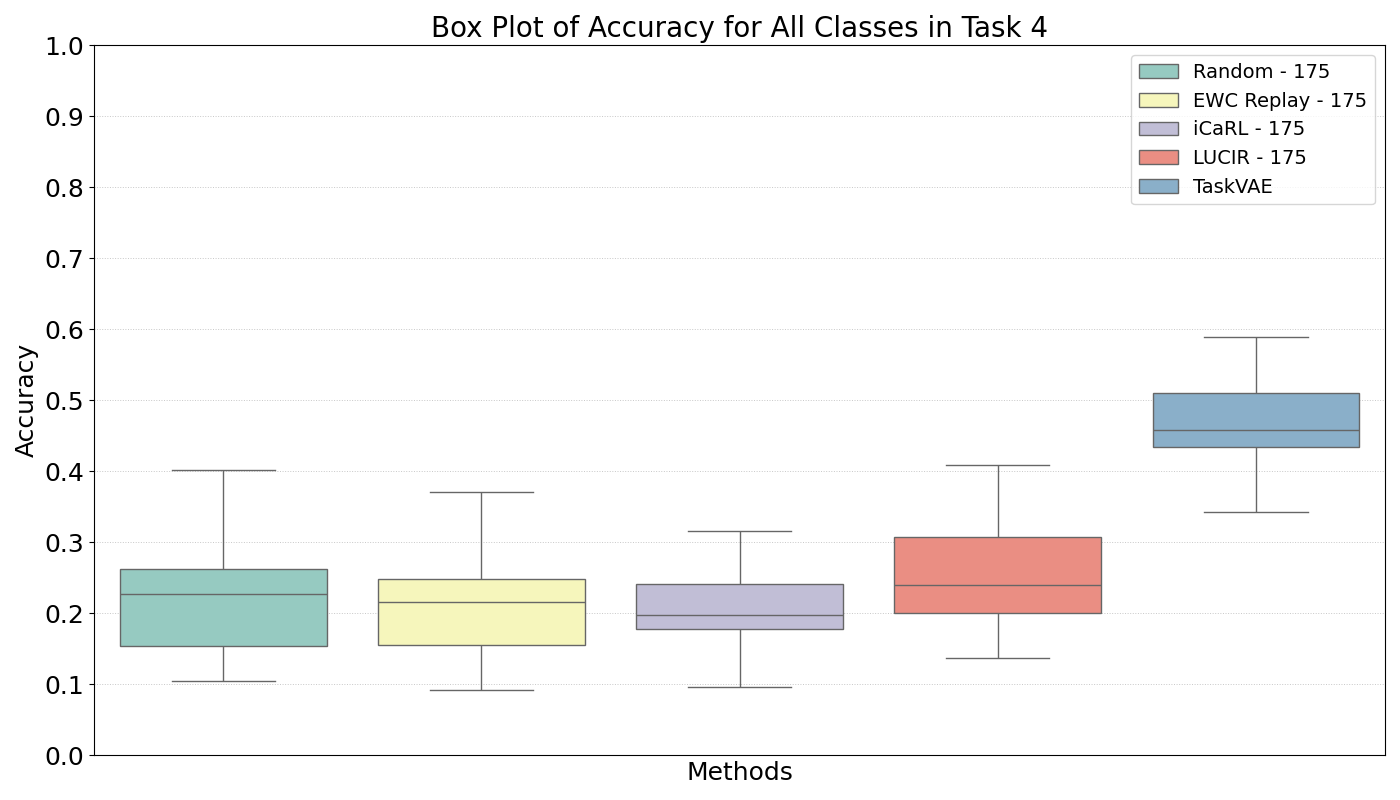 Box Plot of Accuracy for All Classes in Task 4
1.0
0.9
0.8
0.7
0.6
0.5
0.4
0.3
0.2
0.1
0.0
Accuracy
Methods
Random - 175
EWC Replay - 175
iCaRL - 175
LUCIR - 175
TaskVAE